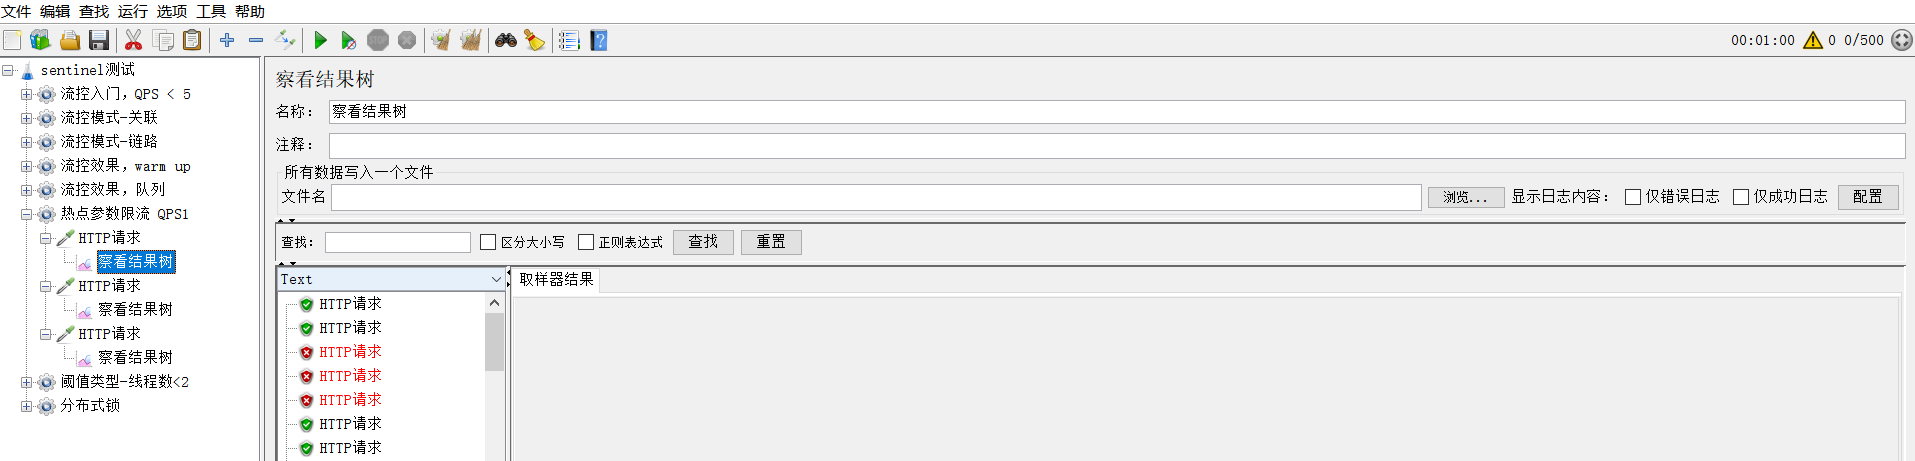 文件 编辑 查找 运行 选项 工具 帮助
STOP ? 00:01:00 0 0/500
sentinel测试
流控入门，QPS < 5
流控模式-关联
流控模式-链路
流控效果，warm up
流控效果，队列
热点参数限流 QPS1
HTTP请求
察看结果树
HTTP请求
察看结果树
HTTP请求
察看结果树
阈值类型-线程数<2
分布式锁
察看结果树
名称： 察看结果树
注释：
所有数据写入一个文件
文件名 浏览... 显示日志内容： 仅错误日志 仅成功日志 配置
查找： 区分大小写 正则表达式 查找 重置
Text
取样器结果
HTTP请求
HTTP请求
HTTP请求
HTTP请求
HTTP请求
HTTP请求
HTTP请求